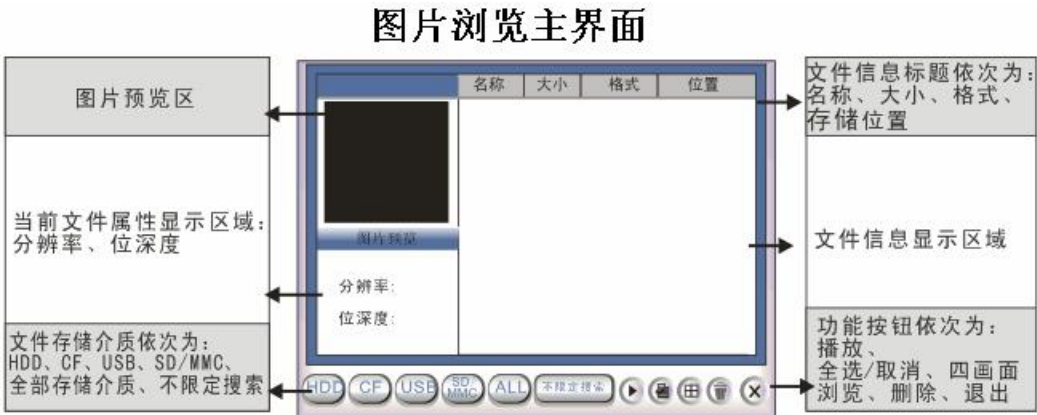 图片浏览主界面
图片预览区
当前文件属性显示区域:
分辨率、位深度
文件存储介质依次为:
HDD、CF、USB、SD/MMC、
全部存储介质、不限定搜索
名称 大小 格式 位置
图片预览
分辨率:
位深度:
HDD CF USB SD/MMC ALL 不限定搜索
文件信息标题依次为:
名称、大小、格式、
存储位置
文件信息显示区域
功能按钮依次为:
播放、
全选/取消、四画面
浏览、删除、退出